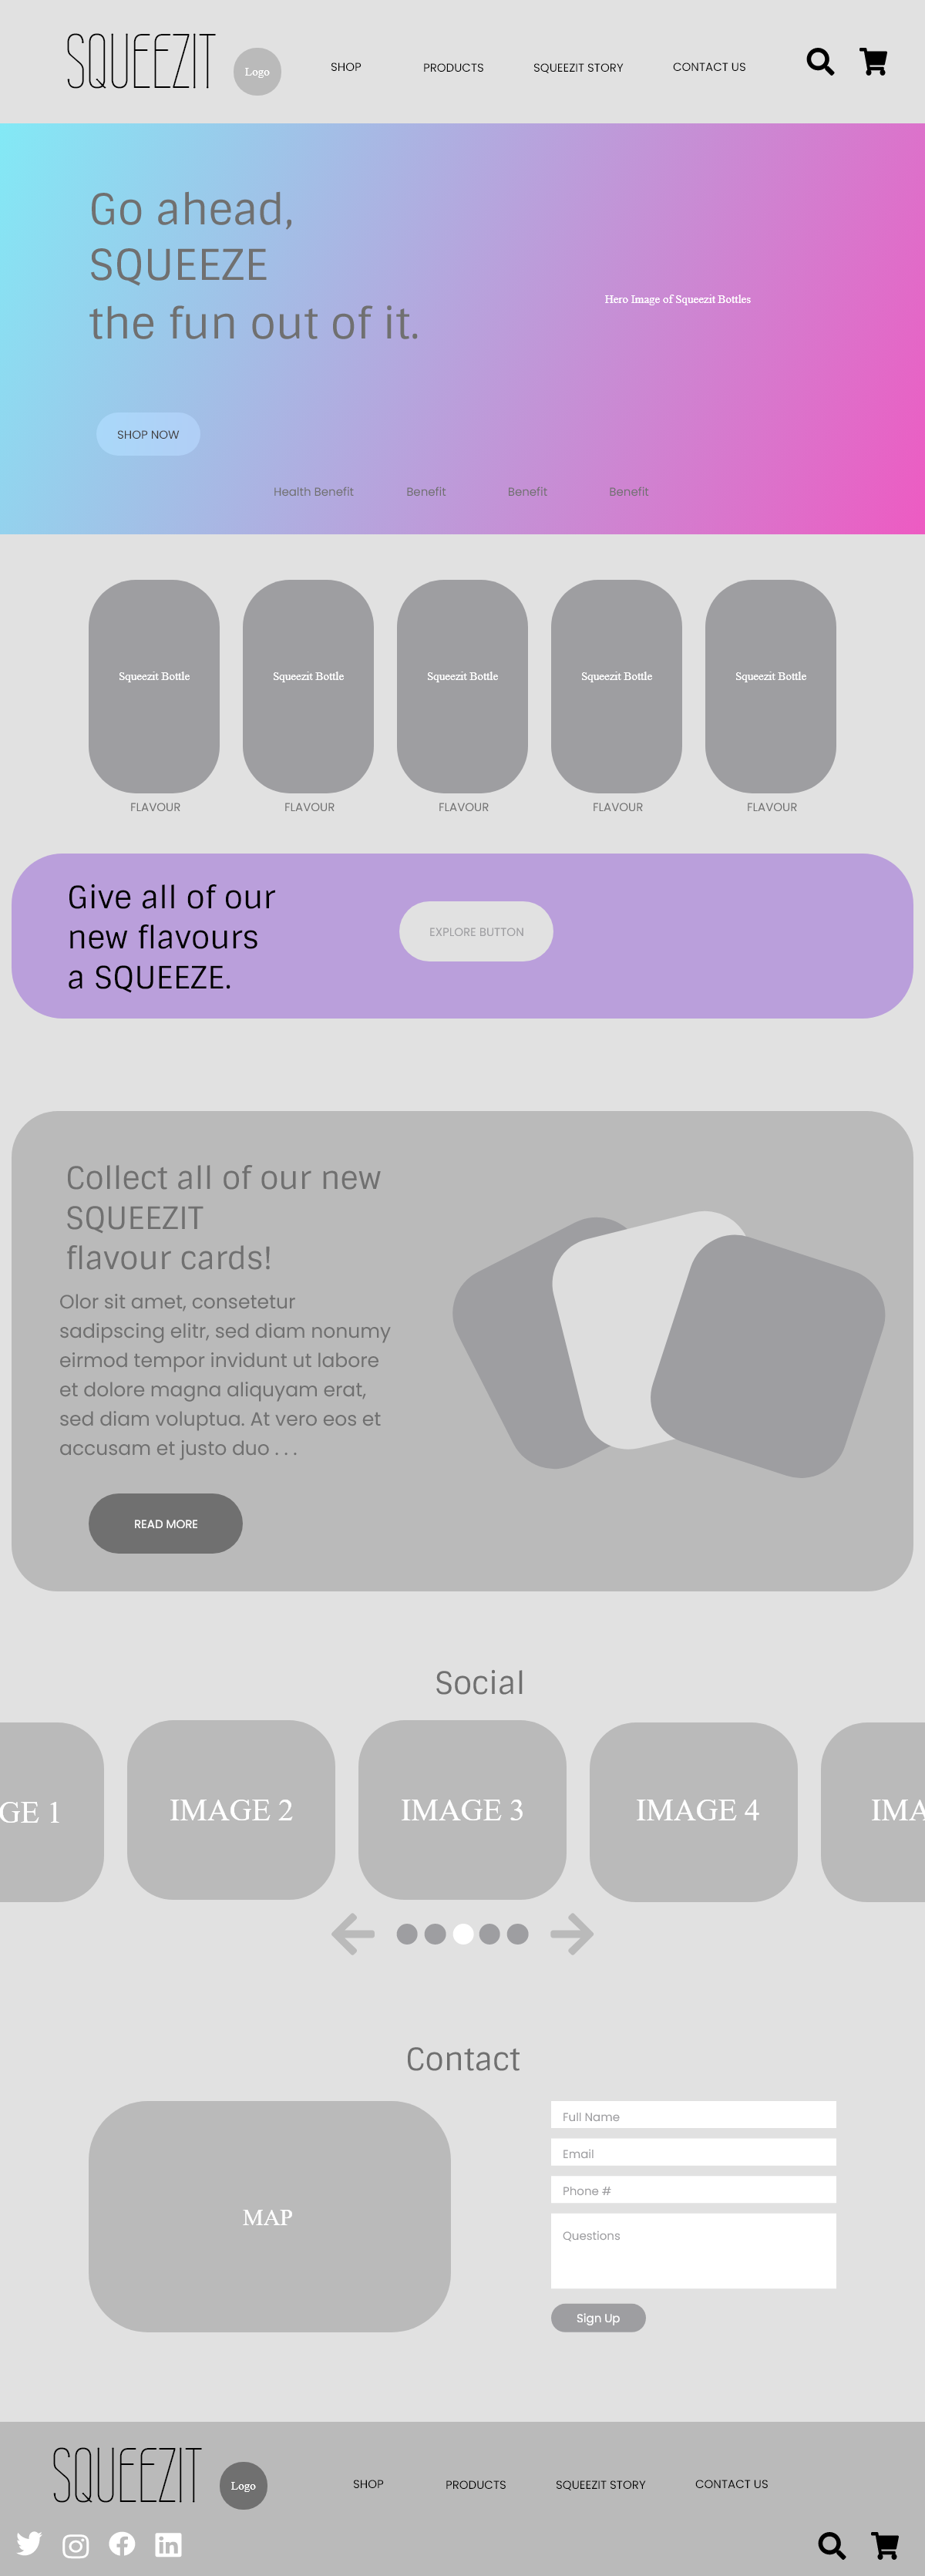 SQUEEZIT
Logo
SHOP
PRODUCTS
SQUEEZIT STORY
CONTACT US
Go ahead,
SQUEEZE
the fun out of it.
Hero Image of Squeezit Bottles
SHOP NOW
Health Benefit
Benefit
Benefit
Benefit
Squeezit Bottle
Squeezit Bottle
Squeezit Bottle
Squeezit Bottle
Squeezit Bottle
FLAVOUR
FLAVOUR
FLAVOUR
FLAVOUR
FLAVOUR
Give all of our
new flavours
a SQUEEZE.
EXPLORE BUTTON
Collect all of our new
SQUEEZIT
flavour cards!
Olor sit amet, consetetur
sadipscing elitr, sed diam nonumy
eirmod tempor invidunt ut labore
et dolore magna aliquyam erat,
sed diam voluptua. At vero eos et
accusam et justo duo . . .
READ MORE
Social
GE 1
IMAGE 2
IMAGE 3
IMAGE 4
IMA
Contact
MAP
Full Name
Email
Phone #
Questions
Sign Up
SQUEEZIT
Logo
SHOP
PRODUCTS
SQUEEZIT STORY
CONTACT US